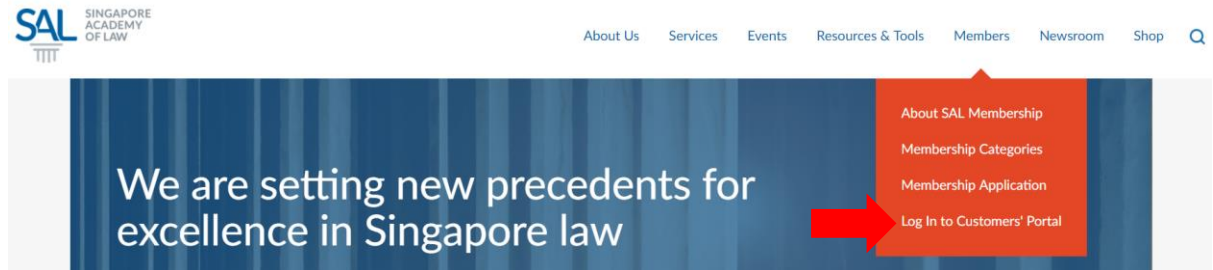 SAL
SINGAPORE
ACADEMY
OF LAW
About Us Services Events Resources & Tools Members Newsroom Shop
About SAL Membership
Membership Categories
Membership Application
Log In to Customers' Portal
We are setting new precedents for
excellence in Singapore law